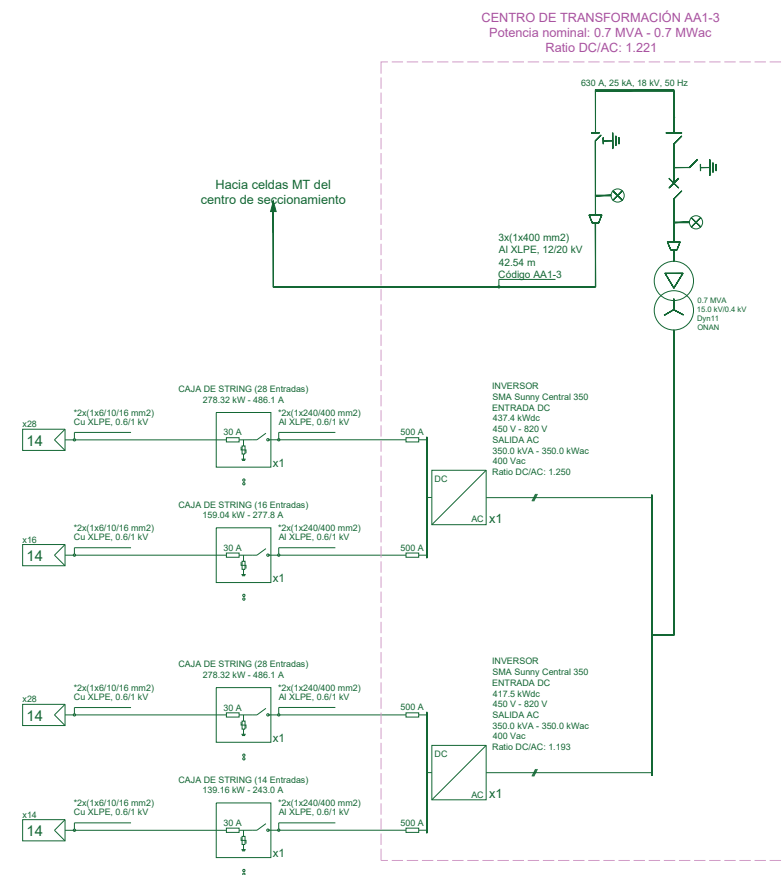 CENTRO DE TRANSFORMACIÓN AA1-3
Potencia nominal: 0.7 MVA - 0.7 MWac
Ratio DC/AC: 1.221
630 A, 25 kA, 18 kV, 50 Hz
Hacia celdas MT del
centro de seccionamiento
3x(1x400 mm2)
Al XLPE, 12/20 kV
42.54 m
Código AA1-3
0.7 MVA
15.0 kV/0.4 kV
Dyn11
ONAN
CAJA DE STRING (28 Entradas)
278.32 kW - 486.1 A
x28
14
*2x(1x6/10/16 mm2)
Cu XLPE, 0.6/1 kV
30 A
x1
*2x(1x240/400 mm2)
Al XLPE, 0.6/1 kV
500 A
INVERSOR
SMA Sunny Central 350
ENTRADA DC
437.4 kWdc
450 V - 820 V
SALIDA AC
350.0 kVA - 350.0 kWac
400 Vac
Ratio DC/AC: 1.250
DC
AC
x1
CAJA DE STRING (16 Entradas)
159.04 kW - 277.8 A
x16
14
*2x(1x6/10/16 mm2)
Cu XLPE, 0.6/1 kV
30 A
x1
*2x(1x240/400 mm2)
Al XLPE, 0.6/1 kV
500 A
CAJA DE STRING (28 Entradas)
278.32 kW - 486.1 A
x28
14
*2x(1x6/10/16 mm2)
Cu XLPE, 0.6/1 kV
30 A
x1
*2x(1x240/400 mm2)
Al XLPE, 0.6/1 kV
500 A
INVERSOR
SMA Sunny Central 350
ENTRADA DC
417.5 kWdc
450 V - 820 V
SALIDA AC
350.0 kVA - 350.0 kWac
400 Vac
Ratio DC/AC: 1.193
DC
AC
x1
CAJA DE STRING (14 Entradas)
139.16 kW - 243.0 A
x14
14
*2x(1x6/10/16 mm2)
Cu XLPE, 0.6/1 kV
30 A
x1
*2x(1x240/400 mm2)
Al XLPE, 0.6/1 kV
500 A